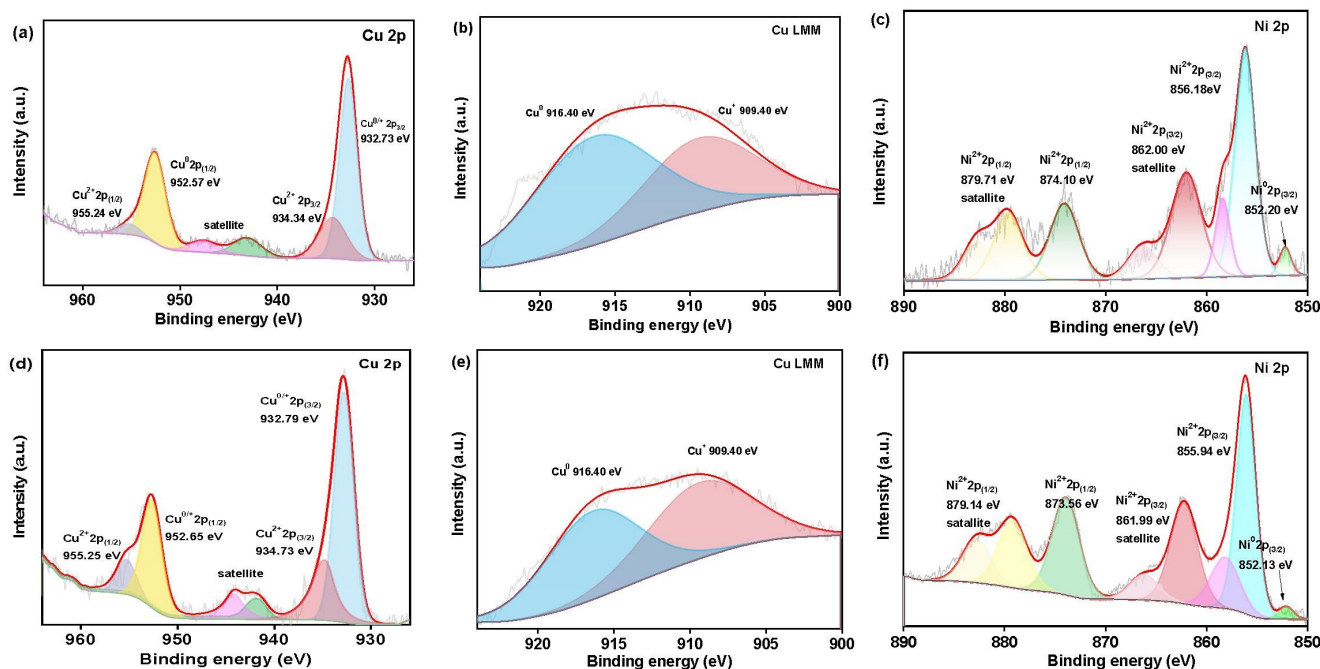 (a)
Cu 2p
Intensity (a.u.)
Cu²⁺2p₍₁/₂₎
955.24 eV
Cu⁰2p₍₁/₂₎
952.57 eV
satellite
Cu²⁺ 2p₃/₂
934.34 eV
Cu⁰/⁺ 2p₃/₂
932.73 eV
960 950 940 930
Binding energy (eV)
(b)
Cu LMM
Intensity (a.u.)
Cu⁰ 916.40 eV
Cu⁺ 909.40 eV
920 915 910 905 900
Binding energy (eV)
(c)
Ni 2p
Intensity (a.u.)
Ni²⁺2p₍₁/₂₎
879.71 eV
satallite
Ni²⁺2p₍₁/₂₎
874.10 eV
Ni²⁺2p₍₃/₂₎
862.00 eV
satellite
Ni²⁺2p₍₃/₂₎
856.18eV
Ni⁰2p₍₃/₂₎
852.20 eV
890 880 870 860 850
Binding energy (eV)
(d)
Cu 2p
Intensity (a.u.)
Cu²⁺2p₍₁/₂₎
955.25 eV
Cu⁰/⁺2p₍₁/₂₎
952.65 eV
satellite
Cu²⁺2p₍₃/₂₎
934.73 eV
Cu⁰/⁺2p₍₃/₂₎
932.79 eV
960 950 940 930
Binding energy (eV)
(e)
Cu LMM
Intensity (a.u.)
Cu⁰ 916.40 eV
Cu⁺ 909.40 eV
920 915 910 905 900
Binding energy (eV)
(f)
Ni 2p
Intensity (a.u.)
Ni²⁺2p₍₁/₂₎
879.14 eV
satallite
Ni²⁺2p₍₁/₂₎
873.56 eV
Ni²⁺2p₍₃/₂₎
861.99 eV
satellite
Ni²⁺2p₍₃/₂₎
855.94 eV
Ni⁰2p₍₃/₂₎
852.13 eV
890 880 870 860 850
Binding energy (eV)